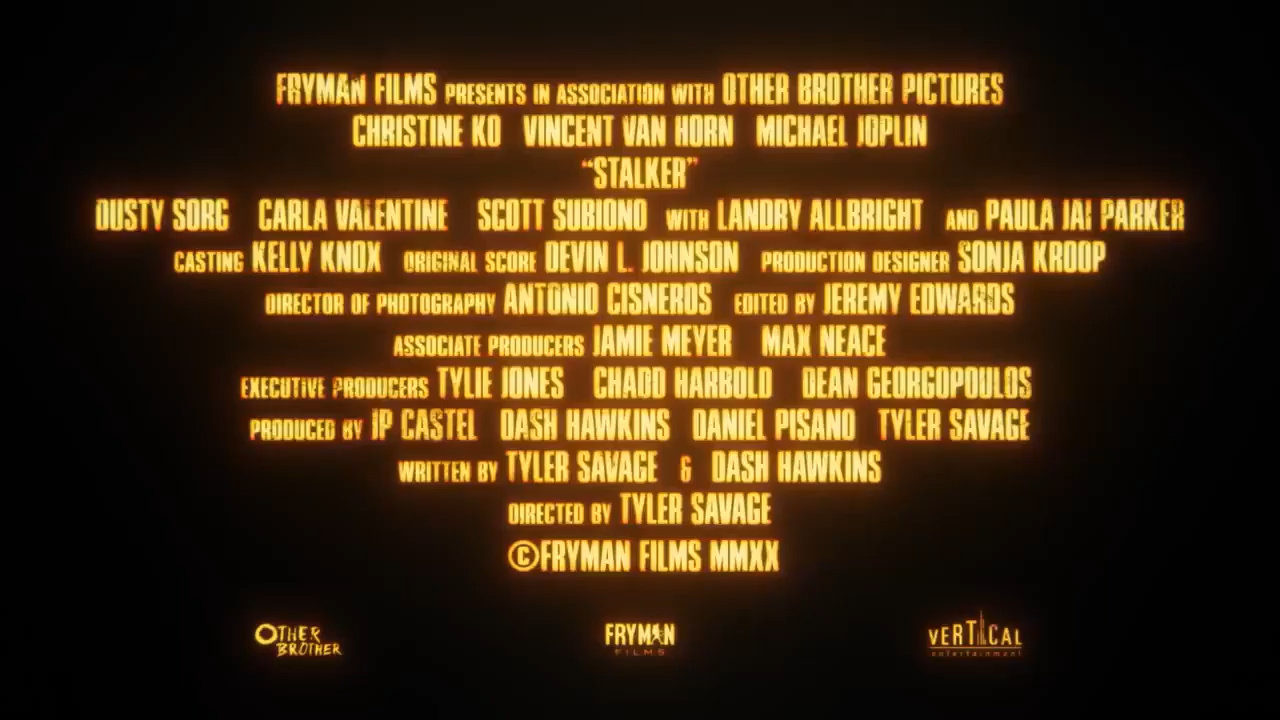 FRYMAN FILMS PRESENTS IN ASSOCIATION WITH OTHER BROTHER PICTURES
CHRISTINE KO VINCENT VAN HORN MICHAEL JOPLIN
“STALKER”
DUSTY SORG CARLA VALENTINE SCOTT SUBIONO WITH LANDRY ALLBRIGHT AND PAULA JAI PARKER
CASTING KELLY KNOX ORIGINAL SCORE DEVIN L. JOHNSON PRODUCTION DESIGNER SONJA KROOP
DIRECTOR OF PHOTOGRAPHY ANTONIO CISNEROS EDITED BY JEREMY EDWARDS
ASSOCIATE PRODUCERS JAMIE MEYER MAX NEACE
EXECUTIVE PRODUCERS TYLIE JONES CHADD HARBOLD DEAN GEORGOPOULOS
PRODUCED BY JP CASTEL DASH HAWKINS DANIEL PISANO TYLER SAVAGE
WRITTEN BY TYLER SAVAGE & DASH HAWKINS
DIRECTED BY TYLER SAVAGE
©FRYMAN FILMS MMXX
OTHER BROTHER
FRYMAN FILMS
VERTICAL entertainment